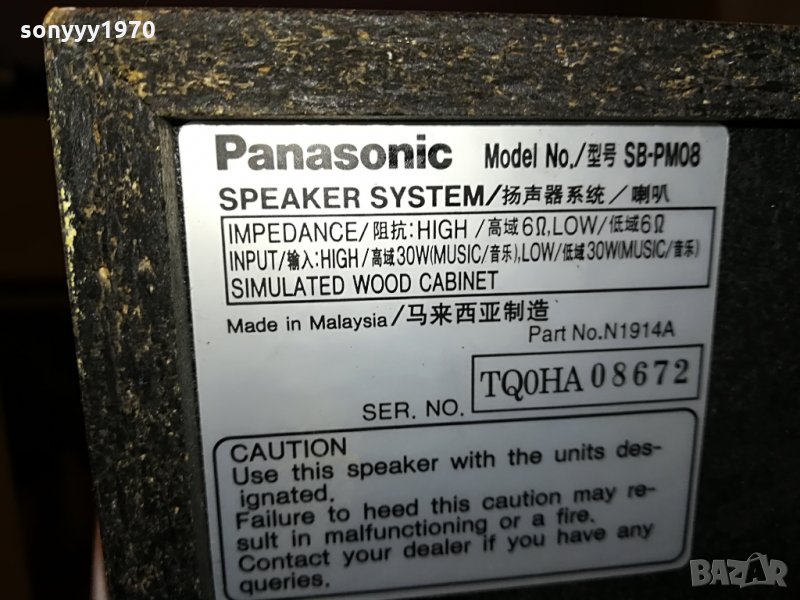 sonyyy1970
Panasonic Model No./型号 SB-PM08
SPEAKER SYSTEM/扬声器系统/喇叭
IMPEDANCE/阻抗:HIGH/高域6Ω,LOW/低域6Ω
INPUT/输入:HIGH/高域30W(MUSIC/音乐),LOW/低域30W(MUSIC/音乐)
SIMULATED WOOD CABINET
Made in Malaysia/马来西亚制造
Part No.N1914A
SER. NO. TQ0HA 08672
CAUTION
Use this speaker with the units des-
ignated.
Failure to heed this caution may re-
sult in malfunctioning or a fire.
Contact your dealer if you have any
queries.
BAZAR